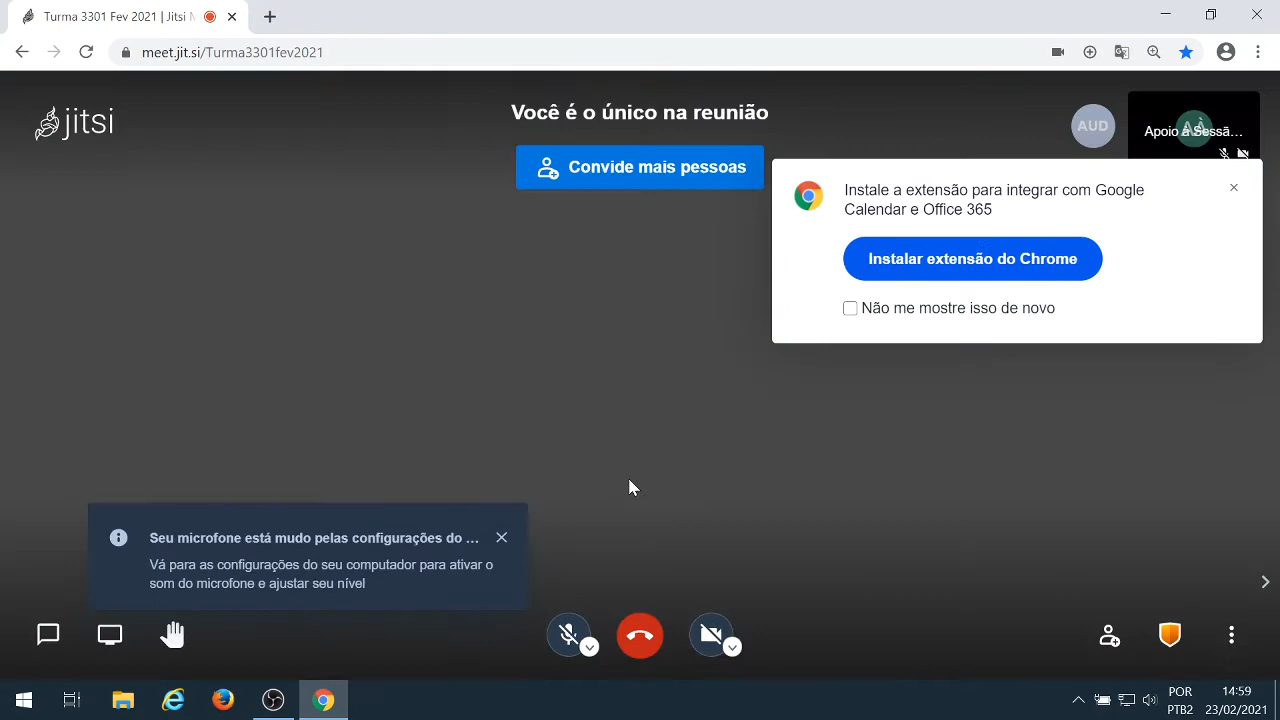 Turma 3301 Fev 2021 | Jitsi
meet.jit.si/Turma3301fev2021
jitsi
Você é o único na reunião
Convide mais pessoas
AUD
AÀ
Apoio à Sessã…
Instale a extensão para integrar com Google
Calendar e Office 365
Instalar extensão do Chrome
Não me mostre isso de novo
Seu microfone está mudo pelas configurações do ...
Vá para as configurações do seu computador para ativar o
som do microfone e ajustar seu nível
POR
PTB2
14:59
23/02/2021